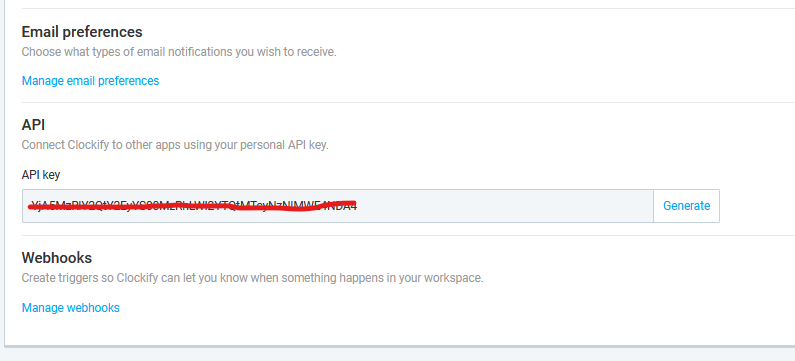 Email preferences
Choose what types of email notifications you wish to receive.
Manage email preferences
API
Connect Clockify to other apps using your personal API key.
API key
Generate
Webhooks
Create triggers so Clockify can let you know when something happens in your workspace.
Manage webhooks